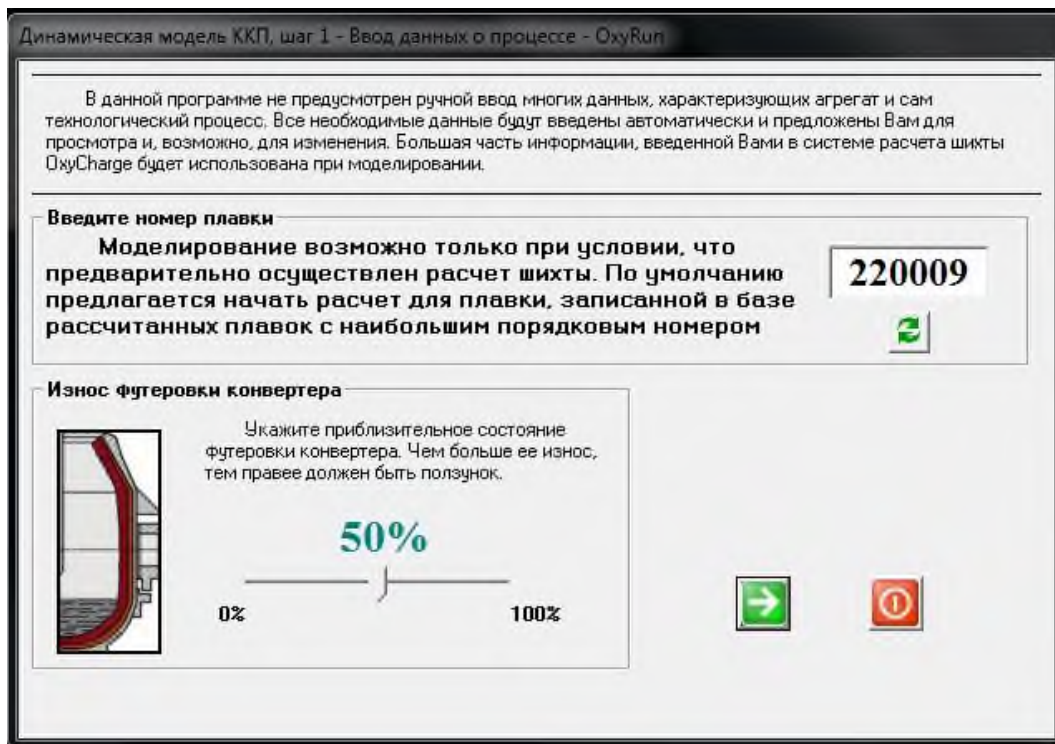 Динамическая модель ККП, шаг 1 - Ввод данных о процессе - OxyRun
В данной программе не предусмотрен ручной ввод многих данных, характеризующих агрегат и сам
технологический процесс. Все необходимые данные будут введены автоматически и предложены Вам для
просмотра и, возможно, для изменения. Большая часть информации, введенной Вами в системе расчета шихты
OxyCharge будет использована при моделировании.
Введите номер плавки
Моделирование возможно только при условии, что
предварительно осуществлен расчет шихты. По умолчанию
предлагается начать расчет для плавки, записанной в базе
рассчитанных плавок с наибольшим порядковым номером
220009
Износ футеровки конвертера
Укажите приблизительное состояние
футеровки конвертера. Чем больше ее износ,
тем правее должен быть ползунок.
50%
0%
100%